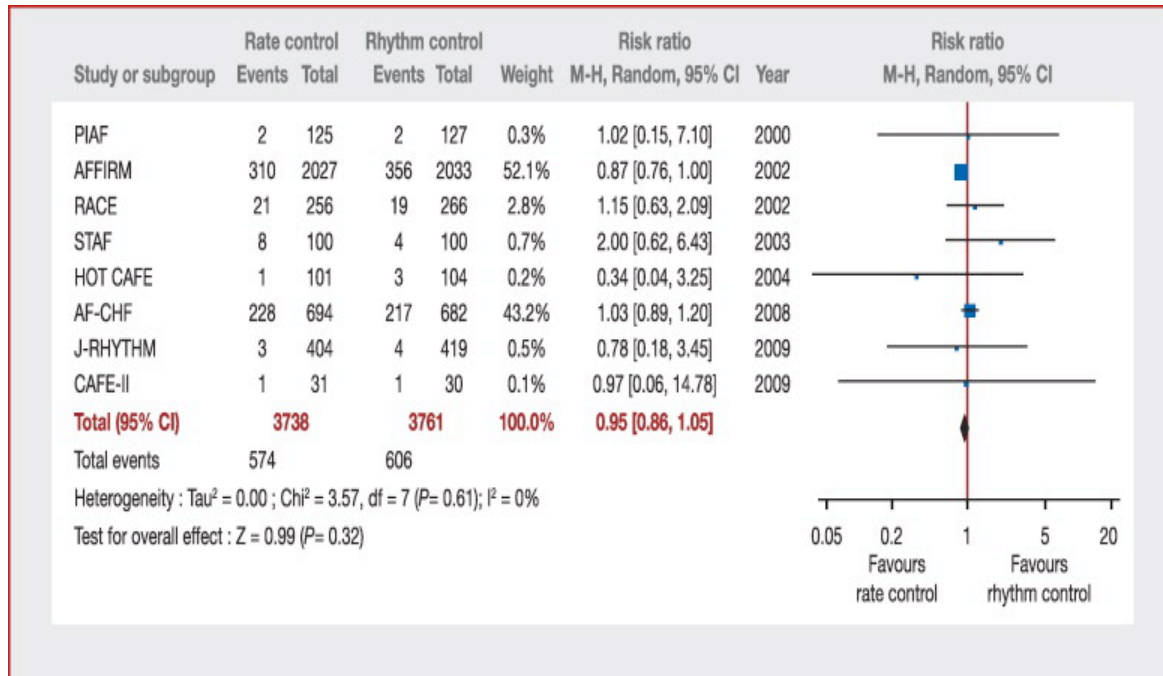 Rate control Rhythm control Risk ratio Risk ratio
Study or subgroup Events Total Events Total Weight M-H, Random, 95% CI Year M-H, Random, 95% CI
PIAF 2 125 2 127 0.3% 1.02 [0.15, 7.10] 2000
AFFIRM 310 2027 356 2033 52.1% 0.87 [0.76, 1.00] 2002
RACE 21 256 19 266 2.8% 1.15 [0.63, 2.09] 2002
STAF 8 100 4 100 0.7% 2.00 [0.62, 6.43] 2003
HOT CAFE 1 101 3 104 0.2% 0.34 [0.04, 3.25] 2004
AF-CHF 228 694 217 682 43.2% 1.03 [0.89, 1.20] 2008
J-RHYTHM 3 404 4 419 0.5% 0.78 [0.18, 3.45] 2009
CAFE-II 1 31 1 30 0.1% 0.97 [0.06, 14.78] 2009
Total (95% CI) 3738 3761 100.0% 0.95 [0.86, 1.05]
Total events 574 606
Heterogeneity : Tau² = 0.00 ; Chi² = 3.57, df = 7 (P= 0.61); I² = 0%
Test for overall effect : Z = 0.99 (P= 0.32)
0.05 0.2 1 5 20
Favours Favours
rate control rhythm control